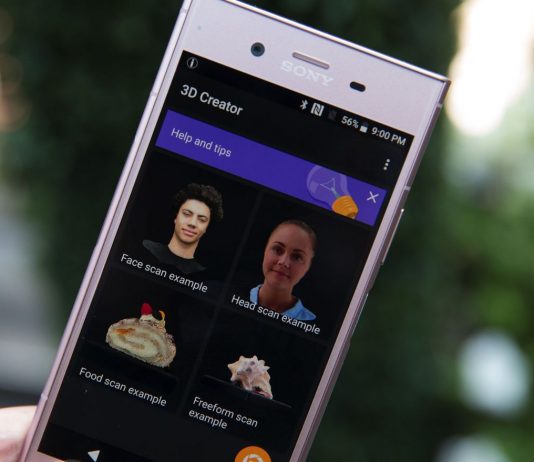 SONY
56% 9:00 PM
3D Creator
Help and tips
Face scan example
Head scan example
Food scan example
Freeform scan
example